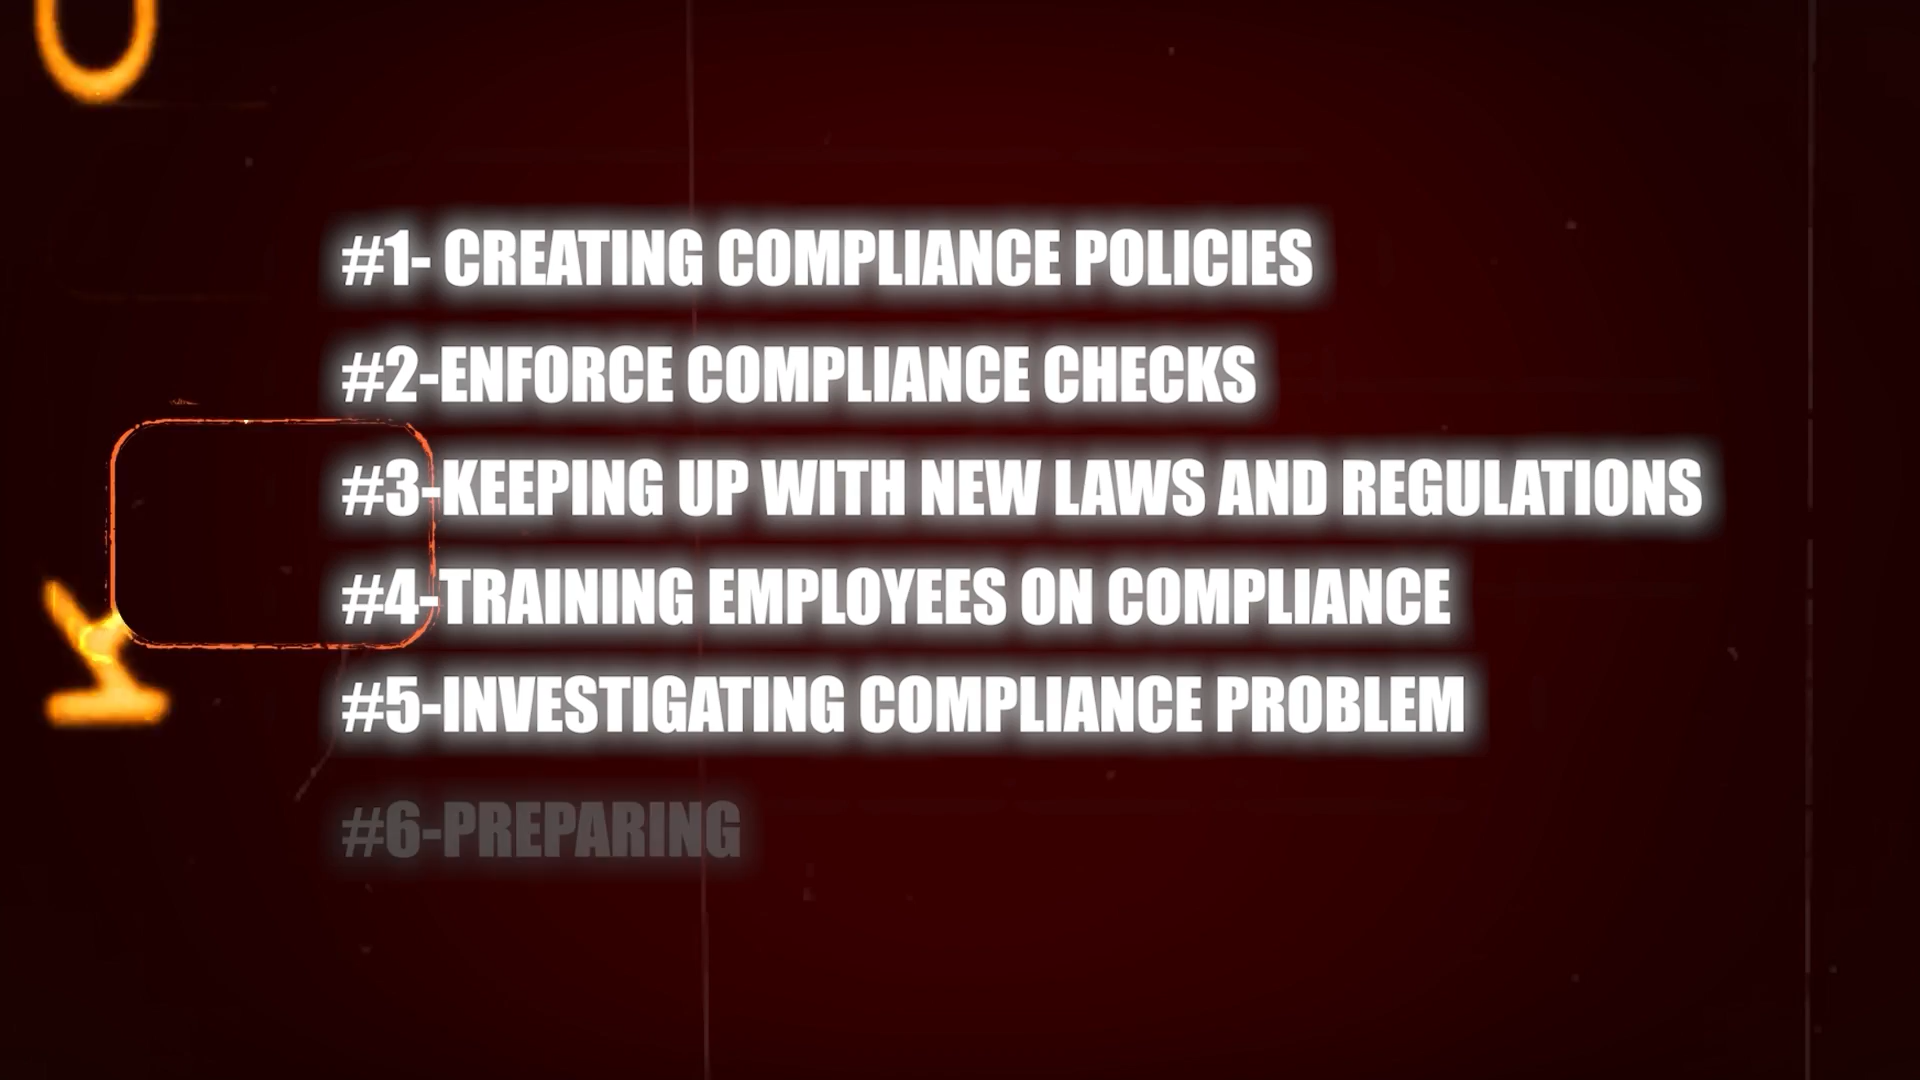 #1- CREATING COMPLIANCE POLICIES
#2-ENFORCE COMPLIANCE CHECKS
#3-KEEPING UP WITH NEW LAWS AND REGULATIONS
#4-TRAINING EMPLOYEES ON COMPLIANCE
#5-INVESTIGATING COMPLIANCE PROBLEM
#6-PREPARING